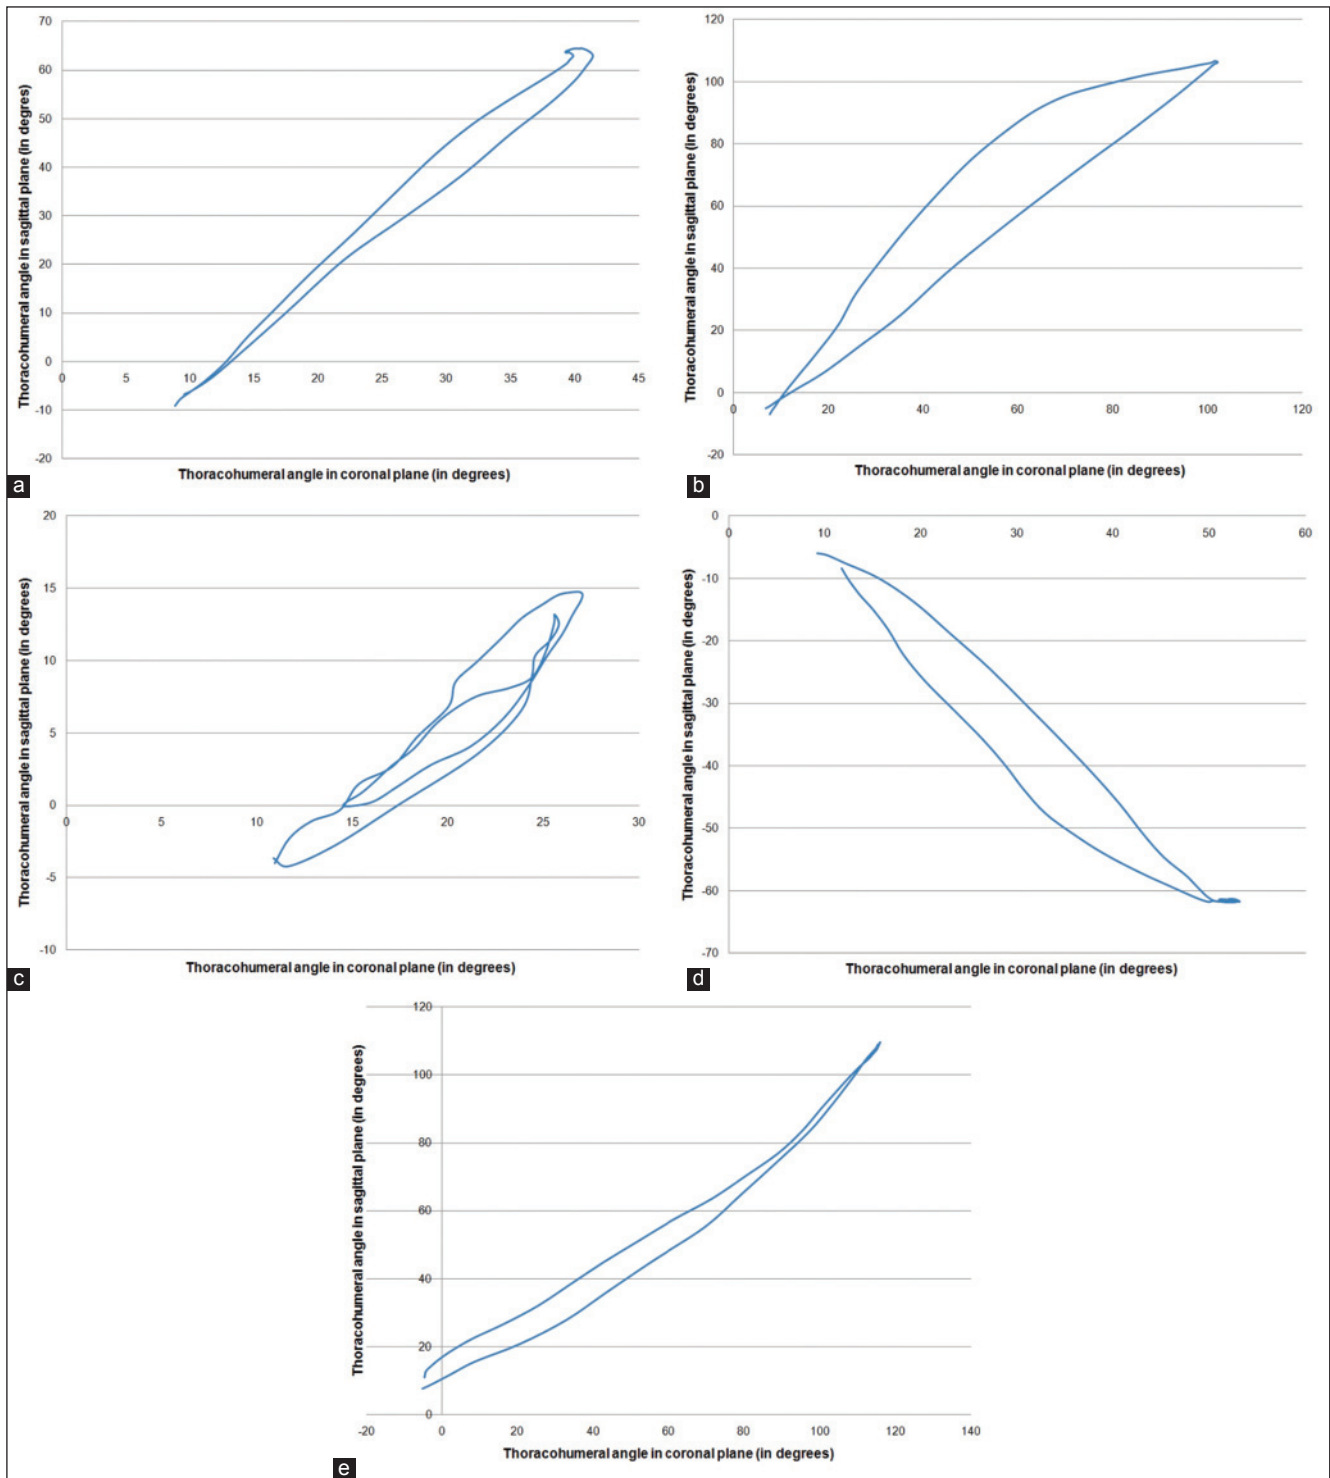 Thoracohumeral angle in sagittal plane (in degres)
70
60
50
40
30
20
10
0
-10
-20
0 5 10 15 20 25 30 35 40 45
Thoracohumeral angle in coronal plane (in degrees)
a
Thoracohumeral angle in sagittal plane (in degrees)
120
100
80
60
40
20
0
-20
0 20 40 60 80 100 120
Thoracohumeral angle in coronal plane (in degrees)
b
Thoracohumeral angle in sagittal plane (in degrees)
20
15
10
5
0
-5
-10
0 5 10 15 20 25 30
Thoracohumeral angle in coronal plane (in degrees)
c
Thoracohumeral angle in sagittal plane (in degrees)
0
-10
-20
-30
-40
-50
-60
-70
0 10 20 30 40 50 60
Thoracohumeral angle in coronal plane (in degrees)
d
Thoracohumeral angle in sagittal plane (in degrees)
120
100
80
60
40
20
0
-20 0 20 40 60 80 100 120 140
Thoracohumeral angle in coronal plane (in degrees)
e